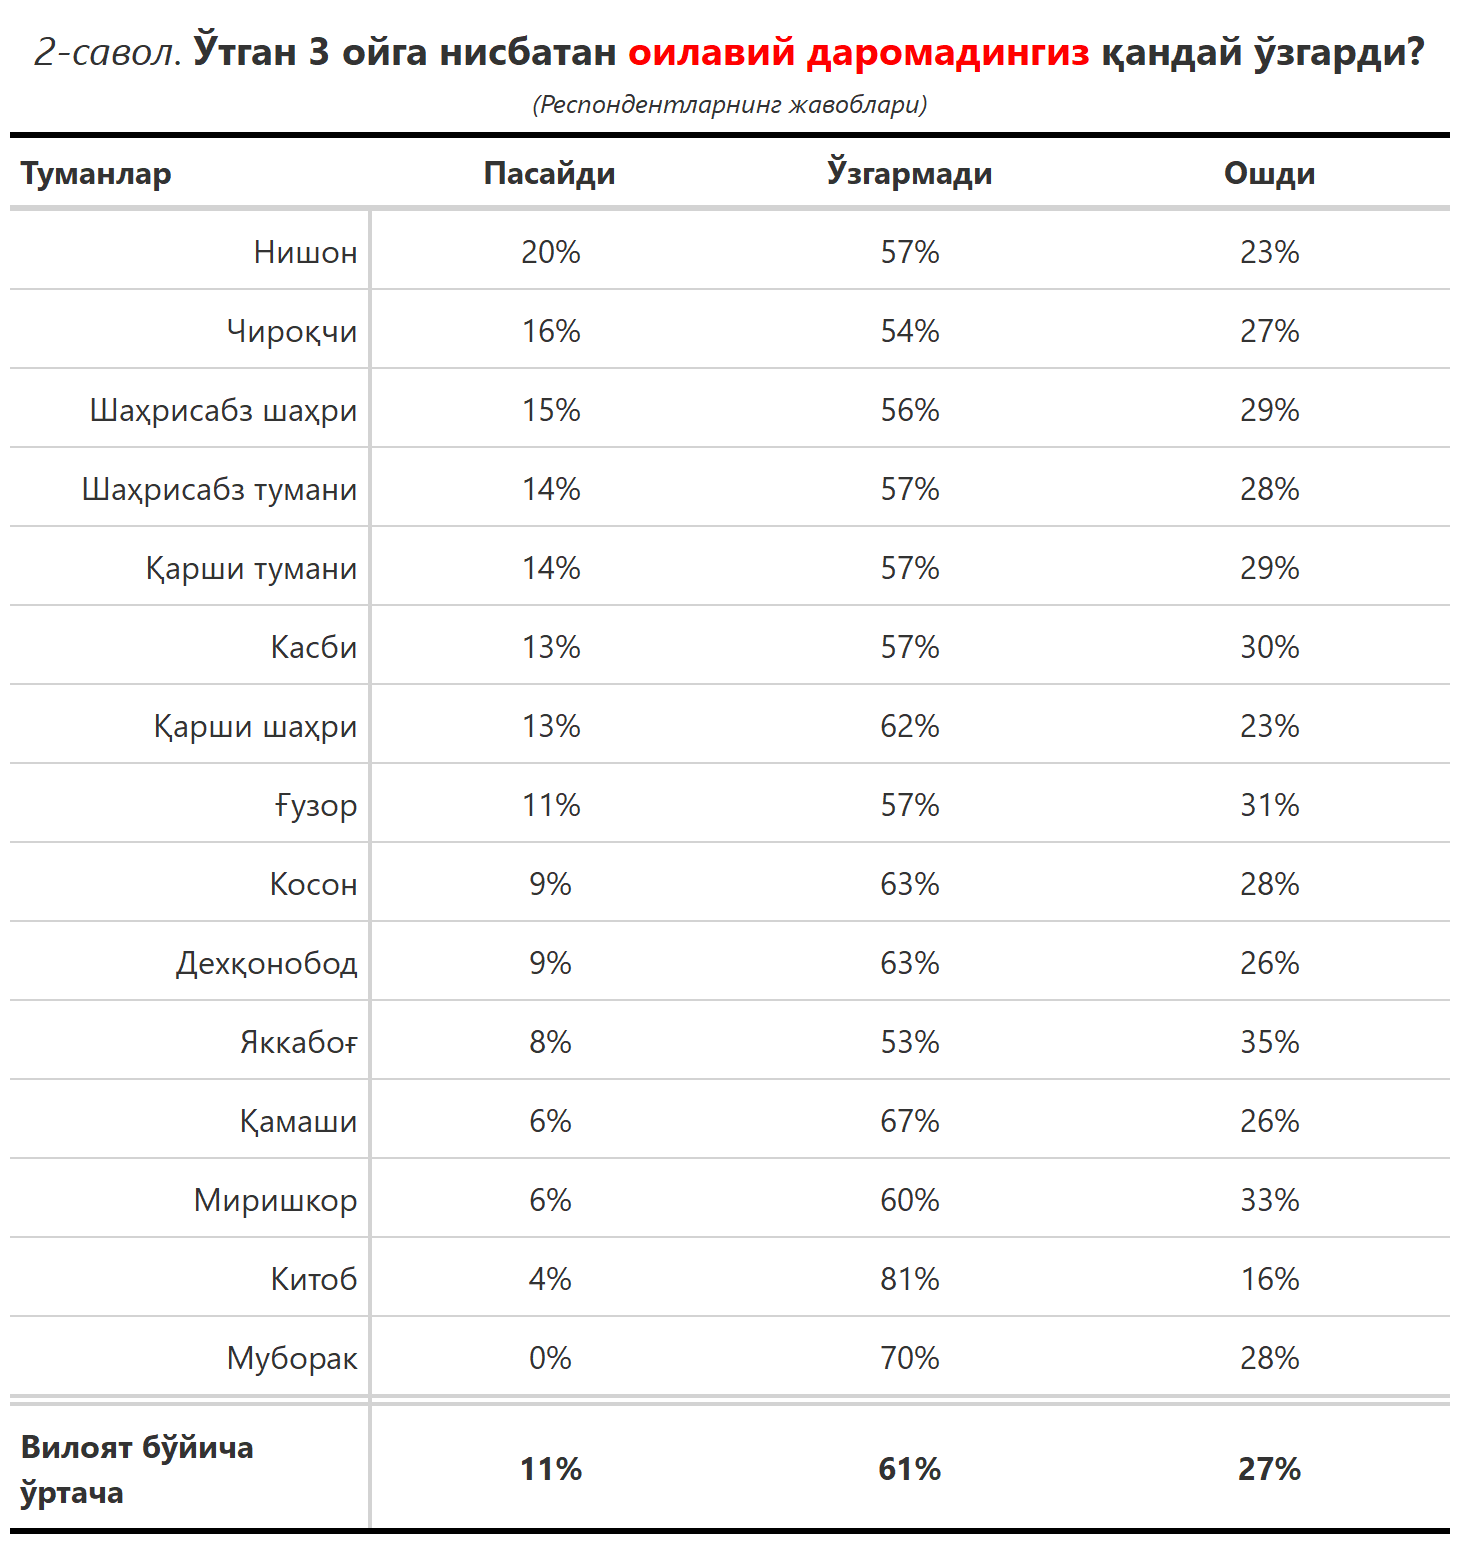 2-савол. Ўтган 3 ойга нисбатан оилавий даромадингиз қандай ўзгарди?
(Респондентларнинг жавоблари)
Туманлар Пасайди Ўзгармади Ошди
Нишон 20% 57% 23%
Чироқчи 16% 54% 27%
Шаҳрисабз шаҳри 15% 56% 29%
Шаҳрисабз тумани 14% 57% 28%
Қарши тумани 14% 57% 29%
Касби 13% 57% 30%
Қарши шаҳри 13% 62% 23%
Ғузор 11% 57% 31%
Косон 9% 63% 28%
Дехқонобод 9% 63% 26%
Яккабоғ 8% 53% 35%
Қамаши 6% 67% 26%
Миришкор 6% 60% 33%
Китоб 4% 81% 16%
Муборак 0% 70% 28%
Вилоят бўйича
ўртача 11% 61% 27%